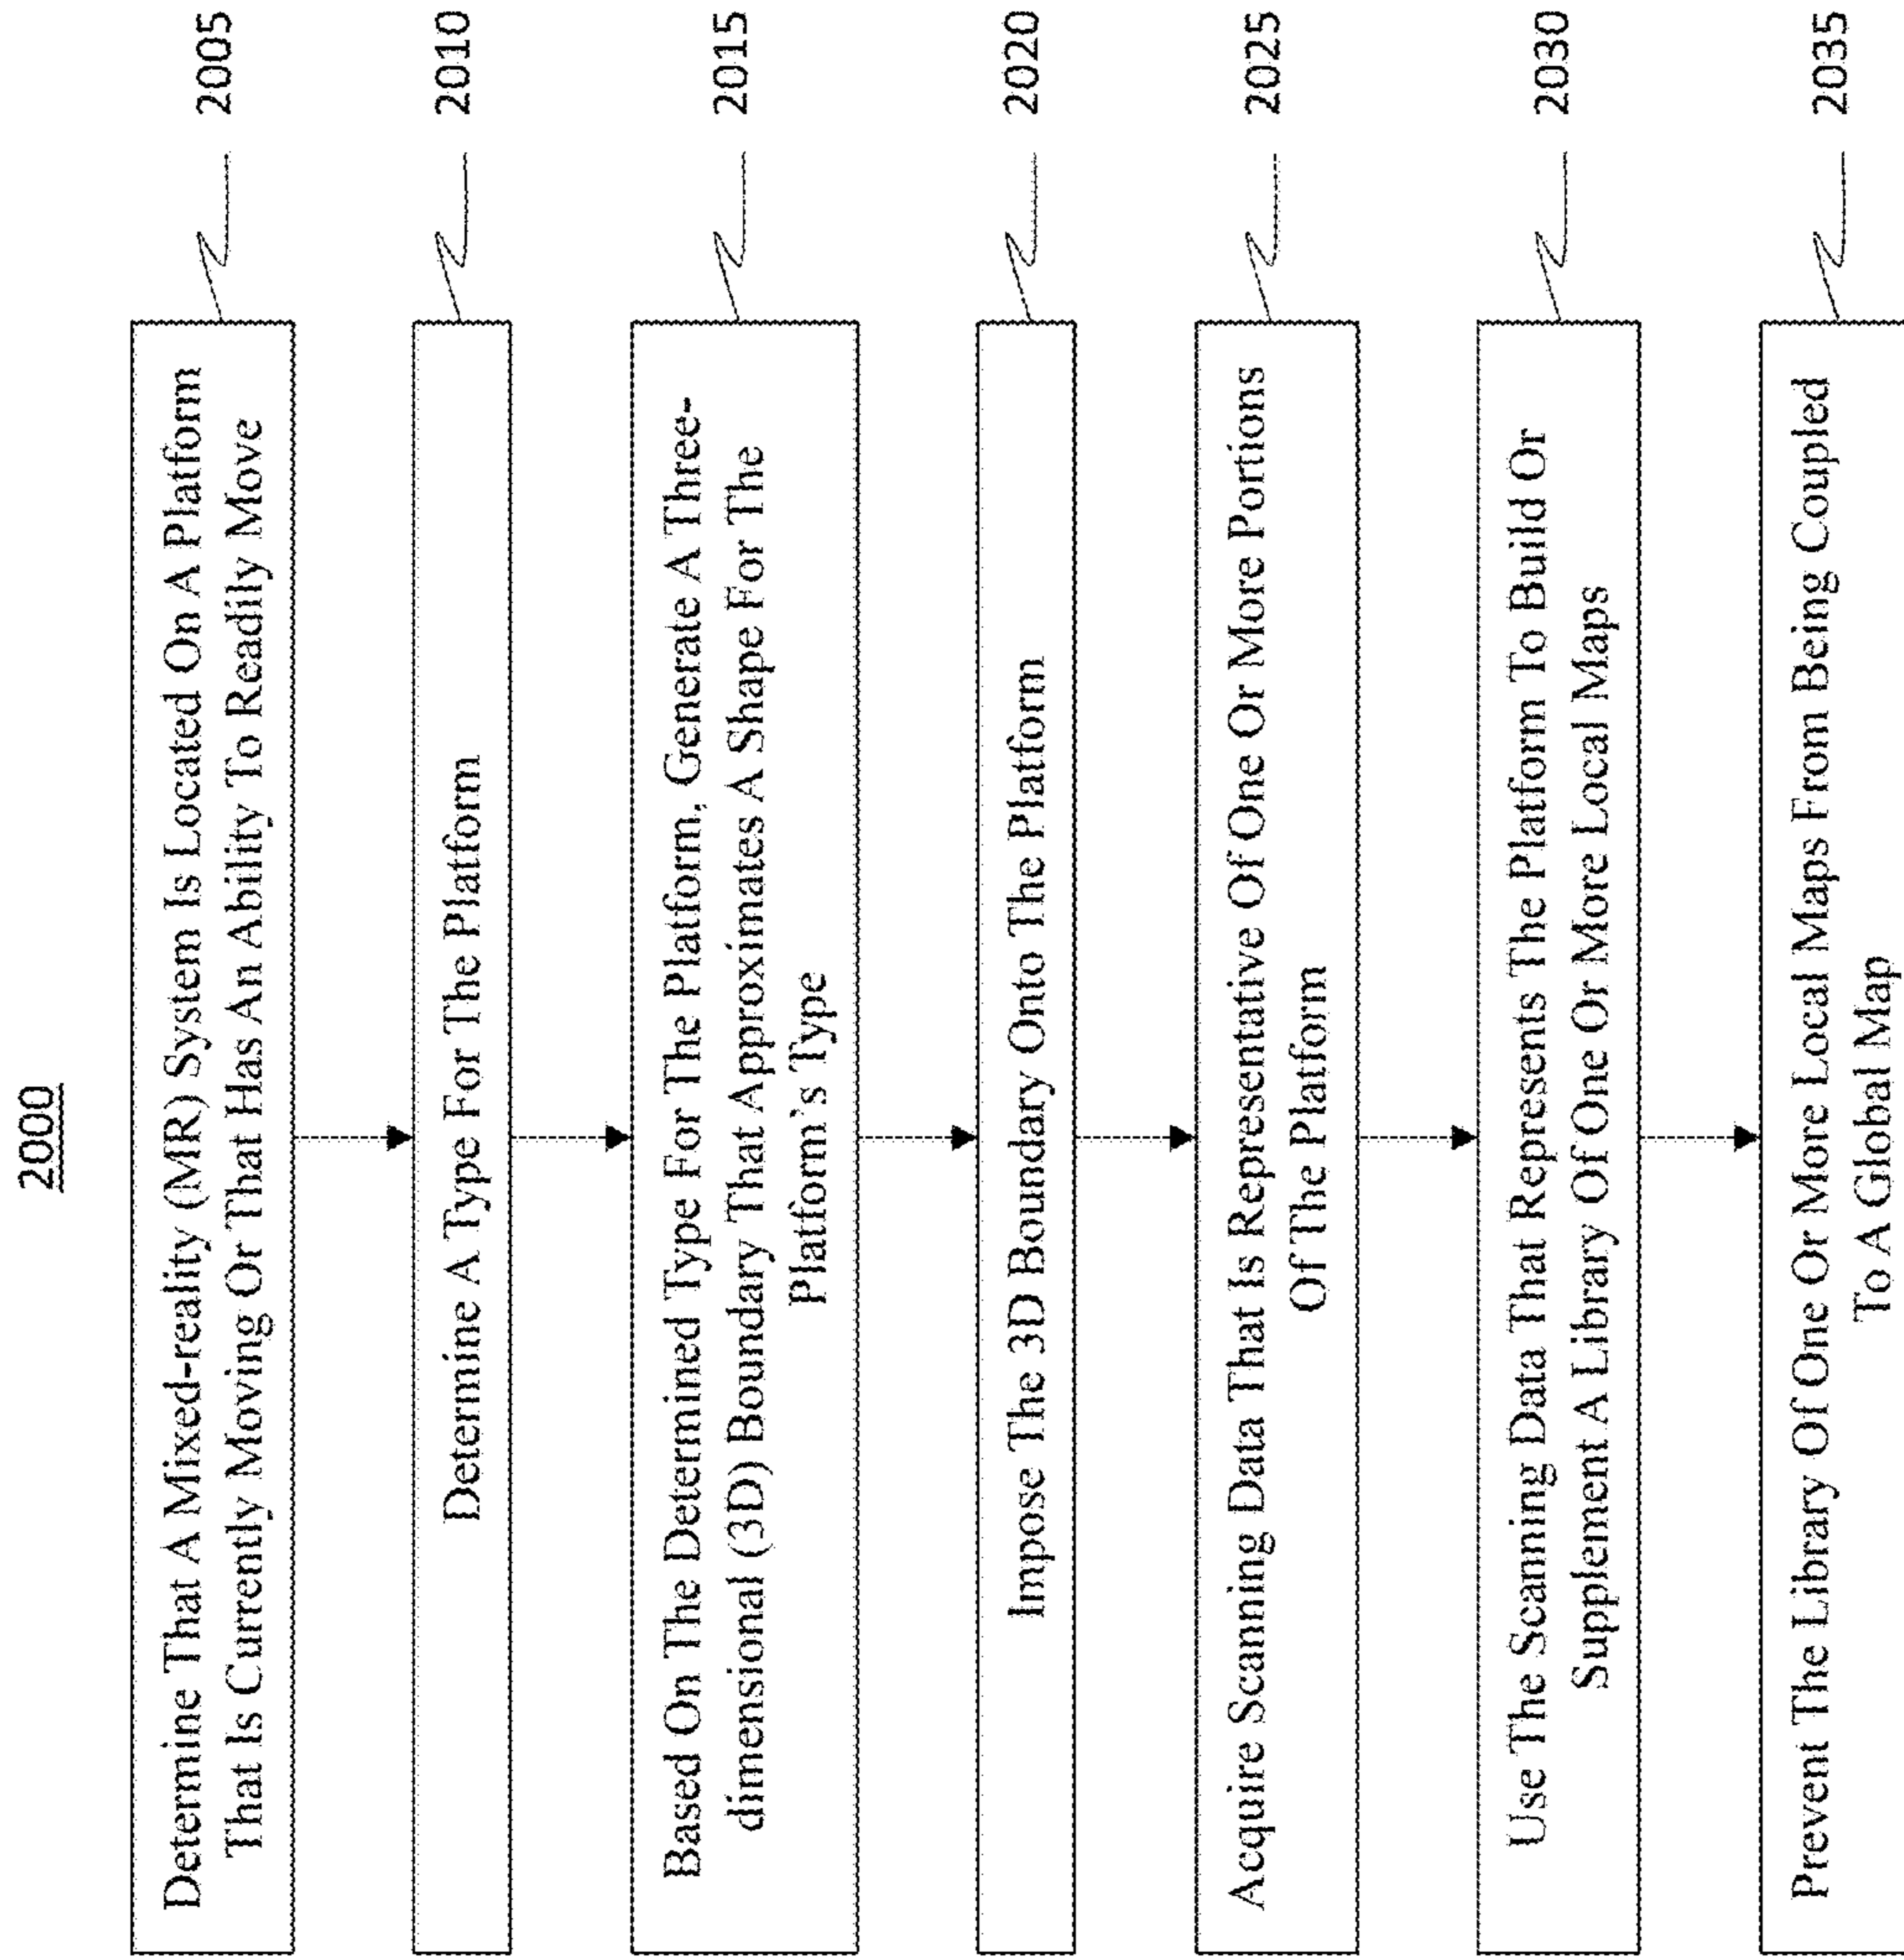 2000
Determine That A Mixed-reality (MR) System Is Located On A Platform
That Is Currently Moving Or That Has An Ability To Readily Move
2005
Determine A Type For The Platform
2010
Based On The Determined Type For The Platform, Generate A Three-
dimensional (3D) Boundary That Approximates A Shape For The
Platform's Type
2015
Impose The 3D Boundary Onto The Platform
2020
Acquire Scanning Data That Is Representative Of One Or More Portions
Of The Platform
2025
Use The Scanning Data That Represents The Platform To Build Or
Supplement A Library Of One Or More Local Maps
2030
Prevent The Library Of One Or More Local Maps From Being Coupled
To A Global Map
2035